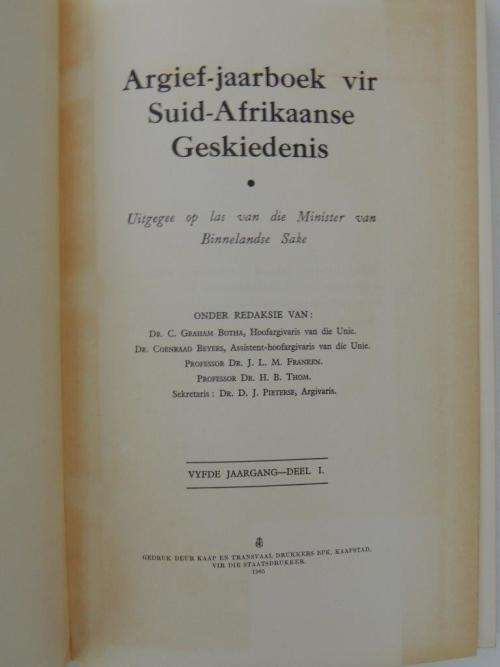 Argief-jaarboek vir
Suid-Afrikaanse
Geskiedenis
•
Uitgegee op las van die Minister van
Binnelandse Sake
ONDER REDAKSIE VAN:
DR. C. GRAHAM BOTHA, Hoofargivaris van die Unie.
DR. COENRAAD BEYERS, Assistent-hoofargivaris van die Unie.
PROFESSOR DR. J. L. M. FRANKEN.
PROFESSOR DR. H. B. THOM.
Sekretaris: DR. D. J. PIETERSE, Argivaris.
VYFDE JAARGANG—DEEL I.
GEDRUK DEUR KAAP EN TRANSVAAL DRUKKERS BPK, KAAPSTAD,
VIR DIE STAATSDRUKKER.
1965